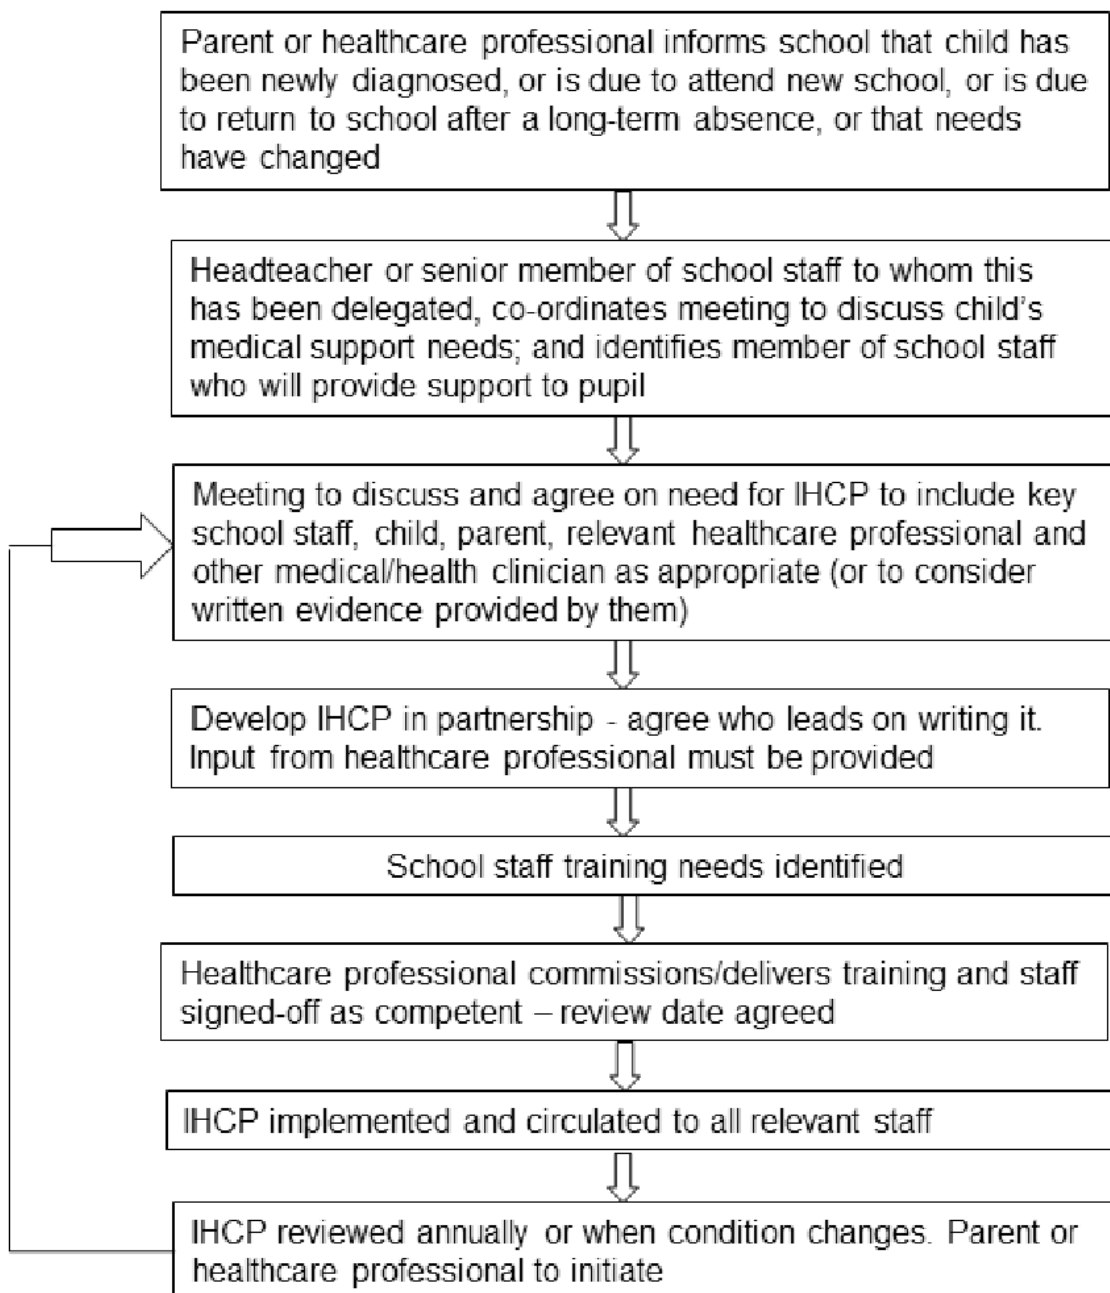 Parent or healthcare professional informs school that child has
been newly diagnosed, or is due to attend new school, or is due
to return to school after a long-term absence, or that needs
have changed
Headteacher or senior member of school staff to whom this
has been delegated, co-ordinates meeting to discuss child's
medical support needs; and identifies member of school staff
who will provide support to pupil
Meeting to discuss and agree on need for IHCP to include key
school staff, child, parent, relevant healthcare professional and
other medical/health clinician as appropriate (or to consider
written evidence provided by them)
Develop IHCP in partnership - agree who leads on writing it.
Input from healthcare professional must be provided
School staff training needs identified
Healthcare professional commissions/delivers training and staff
signed-off as competent – review date agreed
IHCP implemented and circulated to all relevant staff
IHCP reviewed annually or when condition changes. Parent or
healthcare professional to initiate